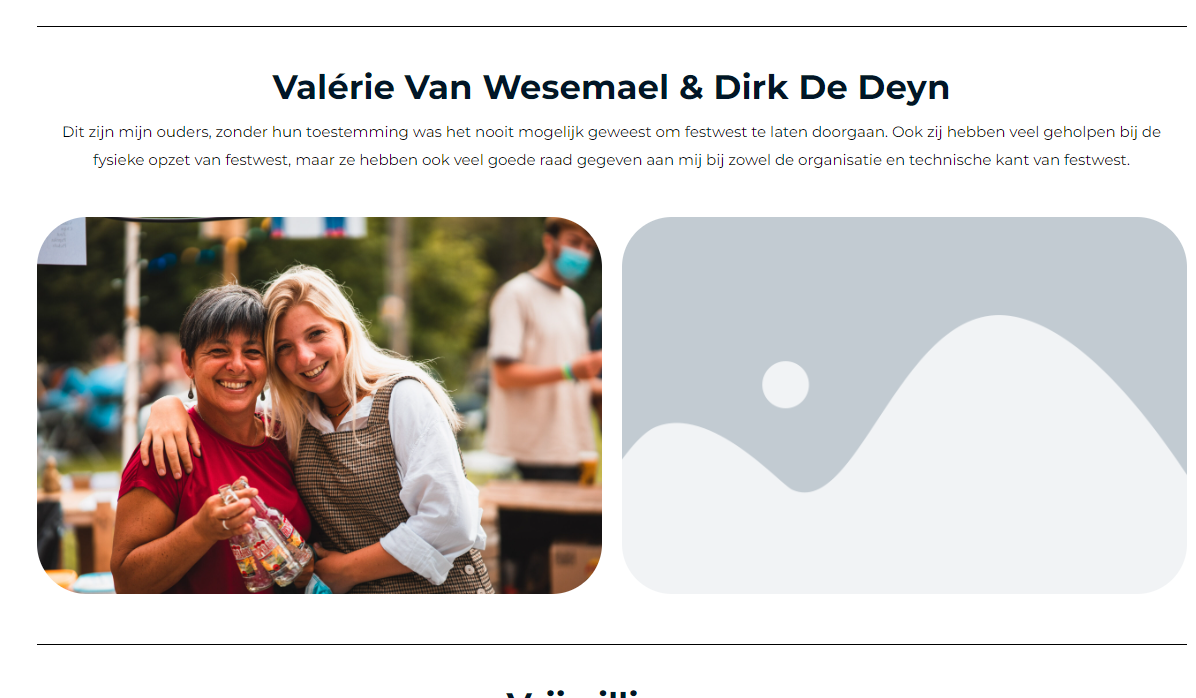 Valérie Van Wesemael & Dirk De Deyn
Dit zijn mijn ouders, zonder hun toestemming was het nooit mogelijk geweest om festwest te laten doorgaan. Ook zij hebben veel geholpen bij de
fysieke opzet van festwest, maar ze hebben ook veel goede raad gegeven aan mij bij zowel de organisatie en technische kant van festwest.